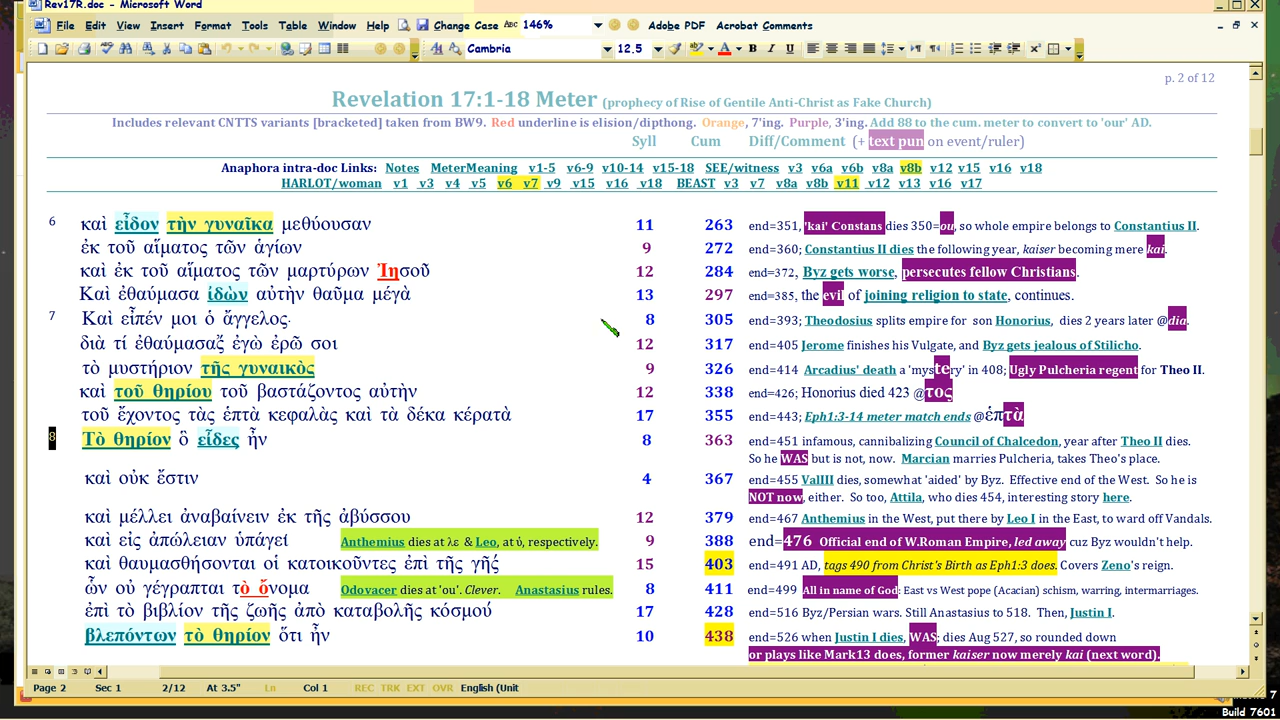 Rev17R.doc - Microsoft Word
File Edit View Insert Format Tools Table Window Help Change Case ABC 146% Adobe PDF Acrobat Comments
Cambria 12.5 B I U
p. 2 of 12
Revelation 17:1-18 Meter (prophecy of Rise of Gentile Anti-Christ as Fake Church)
Includes relevant CNTTS variants [bracketed] taken from BW9. Red underline is elision/dipthong. Orange, 7'ing. Purple, 3'ing. Add 88 to the cum. meter to convert to 'our' AD.
Syll Cum Diff/Comment (+ text pun on event/ruler)
Anaphora intra-doc Links: Notes MeterMeaning v1-5 v6-9 v10-14 v15-18 SEE/witness v3 v6a v6b v8a v8b v12 v15 v16 v18
HARLOT/woman v1 v3 v4 v5 v6 v7 v9 v15 v16 v18 BEAST v3 v7 v8a v8b v11 v12 v13 v16 v17
6 καὶ εἶδον τὴν γυναῖκα μεθύουσαν 11 263 end=351, 'kai' Constans dies 350=ou, so whole empire belongs to Constantius II.
ἐκ τοῦ αἵματος τῶν ἁγίων 9 272 end=360; Constantius II dies the following year, kaiser becoming mere kai.
καὶ ἐκ τοῦ αἵματος τῶν μαρτύρων Ἰησοῦ 12 284 end=372, Byz gets worse, persecutes fellow Christians.
Καὶ ἐθαύμασα ἰδὼν αὐτὴν θαῦμα μέγὰ 13 297 end=385, the evil of joining religion to state, continues.
7 Καὶ εἶπέν μοι ὁ ἄγγελος· 8 305 end=393; Theodosius splits empire for son Honorius, dies 2 years later @dia.
διὰ τί ἐθαύμασαξ ἐγὼ ἐρῶ σοι 12 317 end=405 Jerome finishes his Vulgate, and Byz gets jealous of Stilicho.
τὸ μυστήριον τῆς γυναικὸς 9 326 end=414 Arcadius' death a 'mystery' in 408; Ugly Pulcheria regent for Theo II.
καὶ τοῦ θηρίου τοῦ βαστάζοντος αὐτὴν 12 338 end=426; Honorius died 423 @τος
τοῦ ἔχοντος τὰς ἑπτὰ κεφαλὰς καὶ τὰ δέκα κέρατὰ 17 355 end=443; Eph1:3-14 meter match ends @ἑπτὰ
8 Τὸ θηρίον ὃ εἶδες ἦν 8 363 end=451 infamous, cannibalizing Council of Chalcedon, year after Theo II dies.
So he WAS but is not, now. Marcian marries Pulcheria, takes Theo's place.
καὶ οὐκ ἔστιν 4 367 end=455 ValIII dies, somewhat 'aided' by Byz. Effective end of the West. So he is
NOT now, either. So too, Attila, who dies 454, interesting story here.
καὶ μέλλει ἀναβαίνειν ἐκ τῆς ἀβύσσου 12 379 end=467 Anthemius in the West, put there by Leo I in the East, to ward off Vandals.
καὶ εἰς ἀπώλειαν ὑπάγεί Anthemius dies at λε & Leo, at ύ, respectively. 9 388 end=476 Official end of W.Roman Empire, led away cuz Byz wouldn't help.
καὶ θαυμασθήσονται οἱ κατοικοῦντες ἐπὶ τῆς γῆς́ 15 403 end=491 AD, tags 490 from Christ's Birth as Eph1:3 does. Covers Zeno's reign.
ὧν οὐ γέγραπται τὸ ὄνομα Odovacer dies at 'ou'. Clever. Anastasius rules. 8 411 end=499 All in name of God: East vs West pope (Acacian) schism, warring, intermarriages.
ἐπὶ τὸ βιβλίον τῆς ζωῆς ἀπὸ καταβολῆς κόσμού 17 428 end=516 Byz/Persian wars. Still Anastasius to 518. Then, Justin I.
βλεπόντων τὸ θηρίον ὅτι ἦν 10 438 end=526 when Justin I dies, WAS; dies Aug 527, so rounded down
or plays like Mark13 does, former kaiser now merely kai (next word).
Page 2 Sec 1 2/12 At 3.5" Ln Col 1 REC TRK EXT OVR English (Unit
7
Build 7601